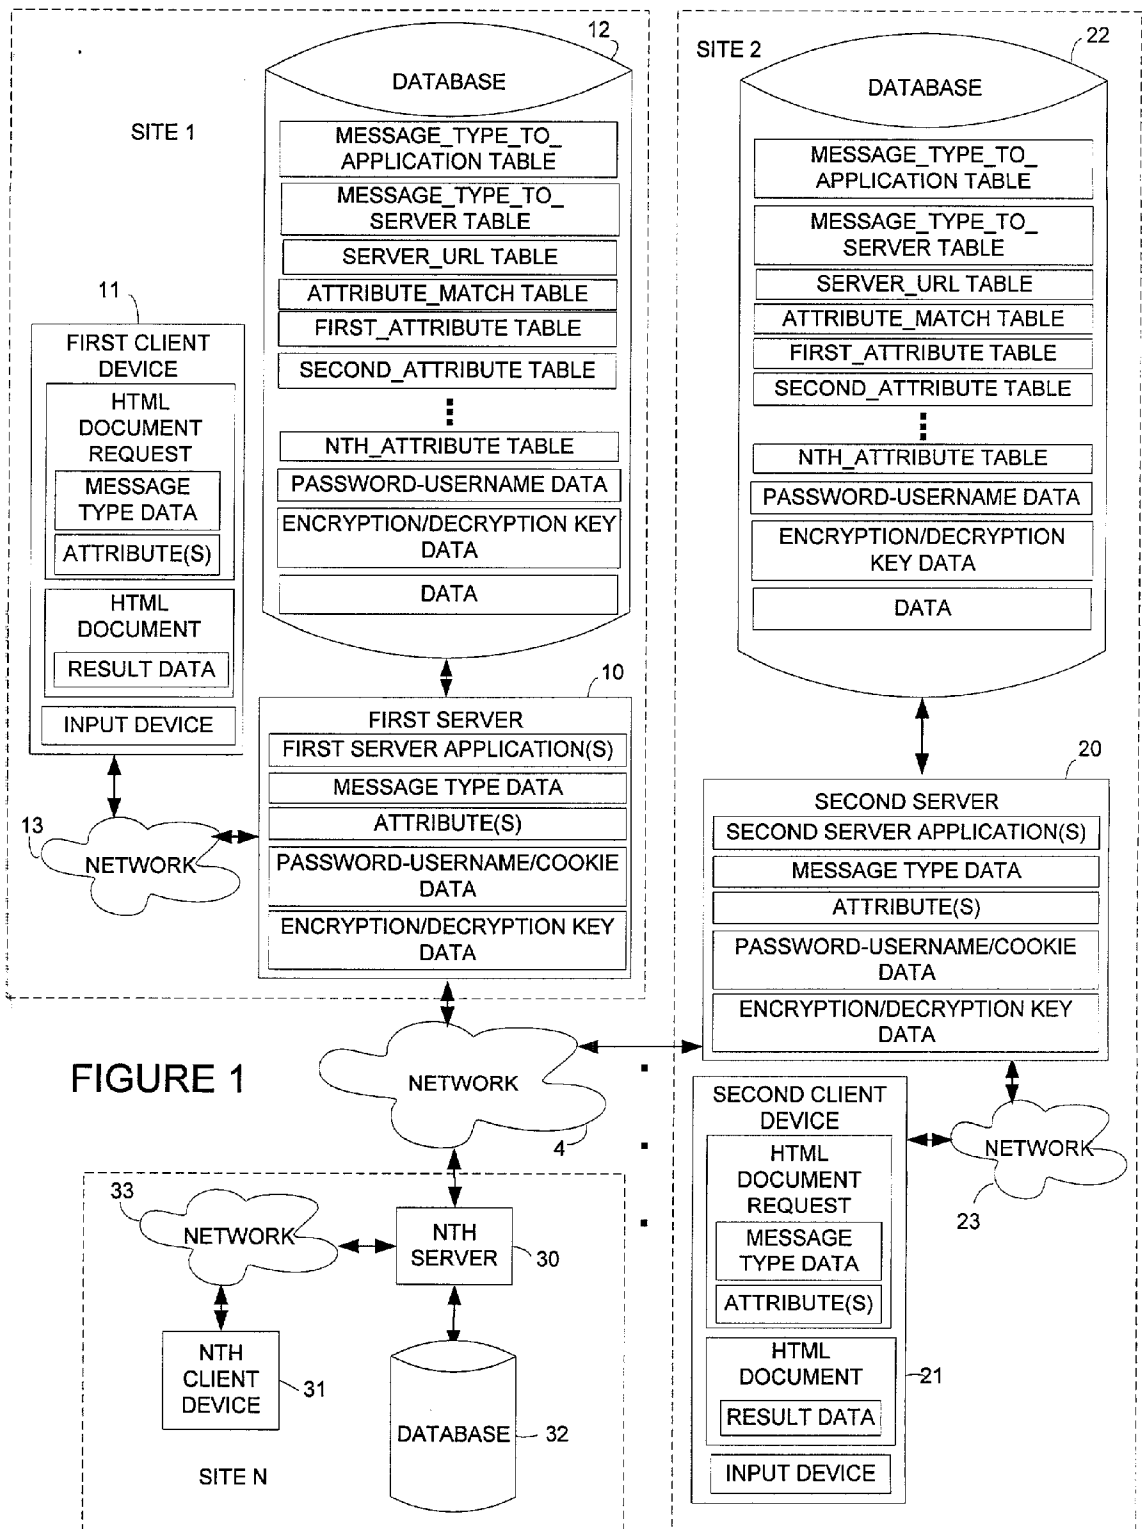 SITE 1
12
DATABASE
MESSAGE_TYPE_TO_
APPLICATION TABLE
MESSAGE_TYPE_TO_
SERVER TABLE
SERVER_URL TABLE
ATTRIBUTE_MATCH TABLE
FIRST_ATTRIBUTE TABLE
SECOND_ATTRIBUTE TABLE
NTH_ATTRIBUTE TABLE
PASSWORD-USERNAME DATA
ENCRYPTION/DECRYPTION KEY
DATA
DATA
11
FIRST CLIENT
DEVICE
HTML
DOCUMENT
REQUEST
MESSAGE
TYPE DATA
ATTRIBUTE(S)
HTML
DOCUMENT
RESULT DATA
INPUT DEVICE
13
NETWORK
10
FIRST SERVER
FIRST SERVER APPLICATION(S)
MESSAGE TYPE DATA
ATTRIBUTE(S)
PASSWORD-USERNAME/COOKIE
DATA
ENCRYPTION/DECRYPTION KEY
DATA
SITE 2
22
DATABASE
MESSAGE_TYPE_TO_
APPLICATION TABLE
MESSAGE_TYPE_TO_
SERVER TABLE
SERVER_URL TABLE
ATTRIBUTE_MATCH TABLE
FIRST_ATTRIBUTE TABLE
SECOND_ATTRIBUTE TABLE
NTH_ATTRIBUTE TABLE
PASSWORD-USERNAME DATA
ENCRYPTION/DECRYPTION
KEY DATA
DATA
20
SECOND SERVER
SECOND SERVER APPLICATION(S)
MESSAGE TYPE DATA
ATTRIBUTE(S)
PASSWORD-USERNAME/COOKIE
DATA
ENCRYPTION/DECRYPTION KEY
DATA
FIGURE 1
NETWORK
4
SECOND CLIENT
DEVICE
HTML
DOCUMENT
REQUEST
MESSAGE
TYPE DATA
ATTRIBUTE(S)
HTML
DOCUMENT
RESULT DATA
INPUT DEVICE
21
NETWORK
23
33
NETWORK
NTH
SERVER
30
NTH
CLIENT
DEVICE
31
DATABASE
32
SITE N